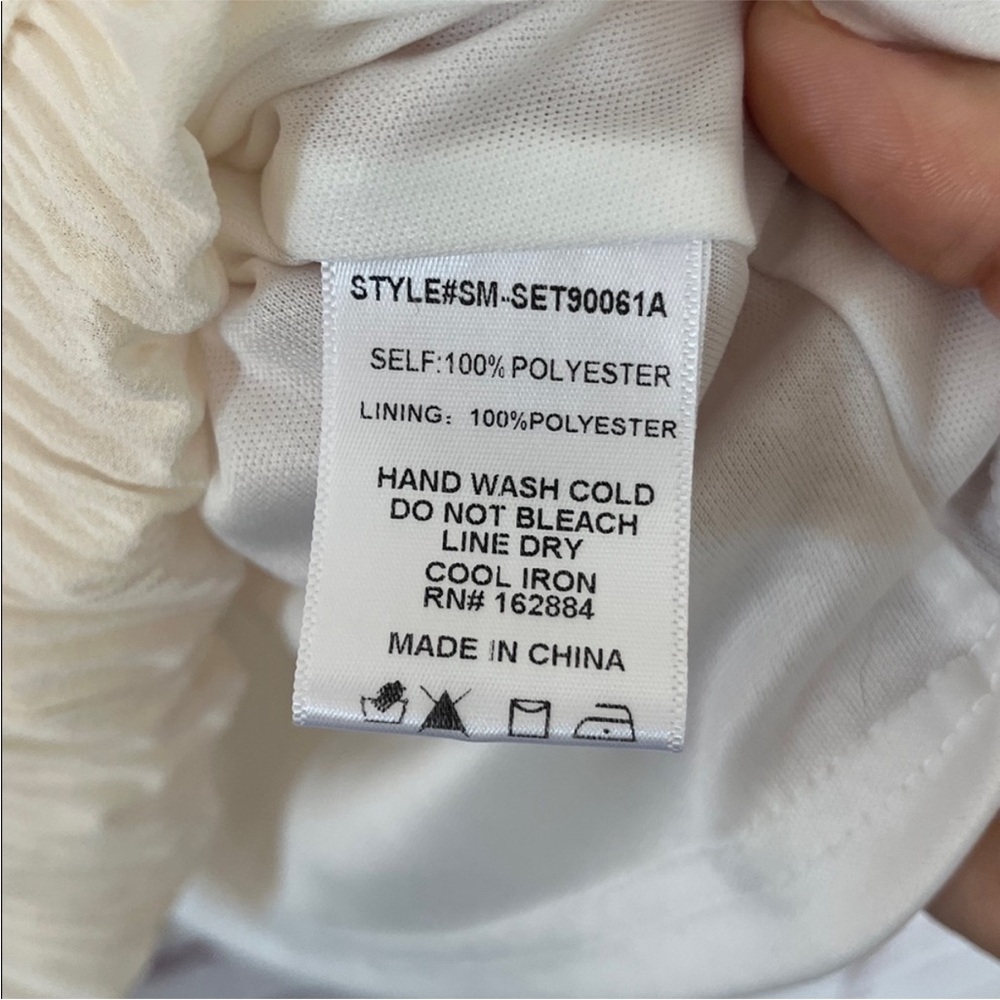 STYLE#SM-SET90061A
SELF:100% POLYESTER
LINING: 100%POLYESTER
HAND WASH COLD
DO NOT BLEACH
LINE DRY
COOL IRON
RN# 162884
MADE IN CHINA